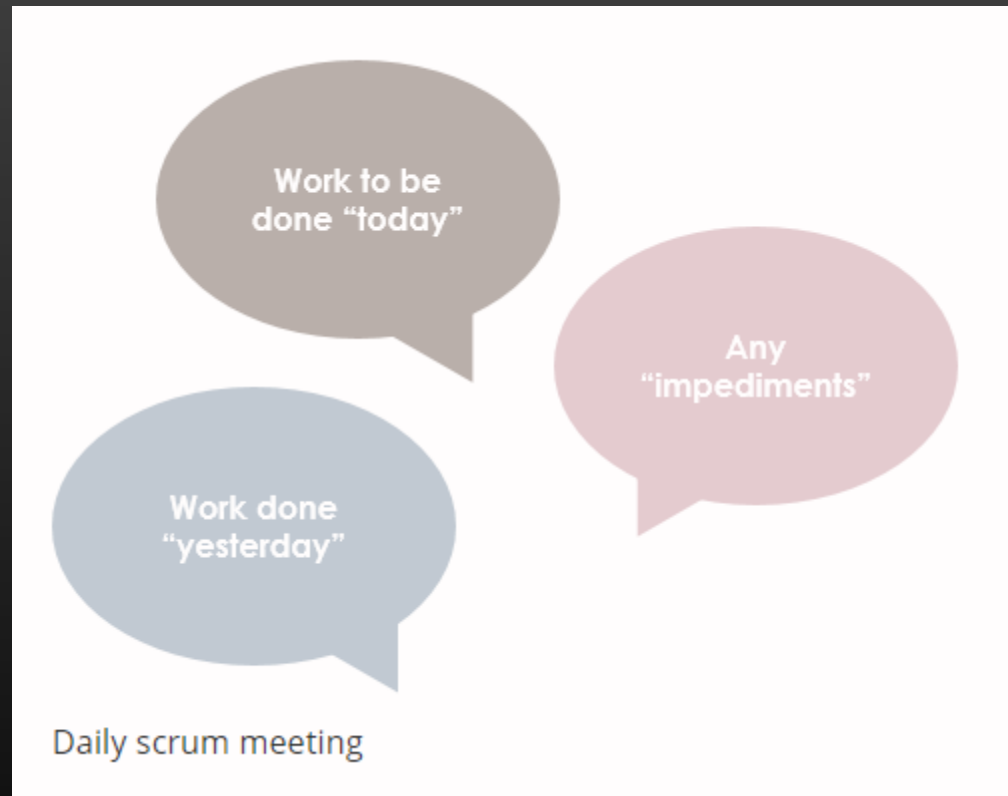 Work to be
done “today”
Any
“impediments”
Work done
“yesterday”
Daily scrum meeting